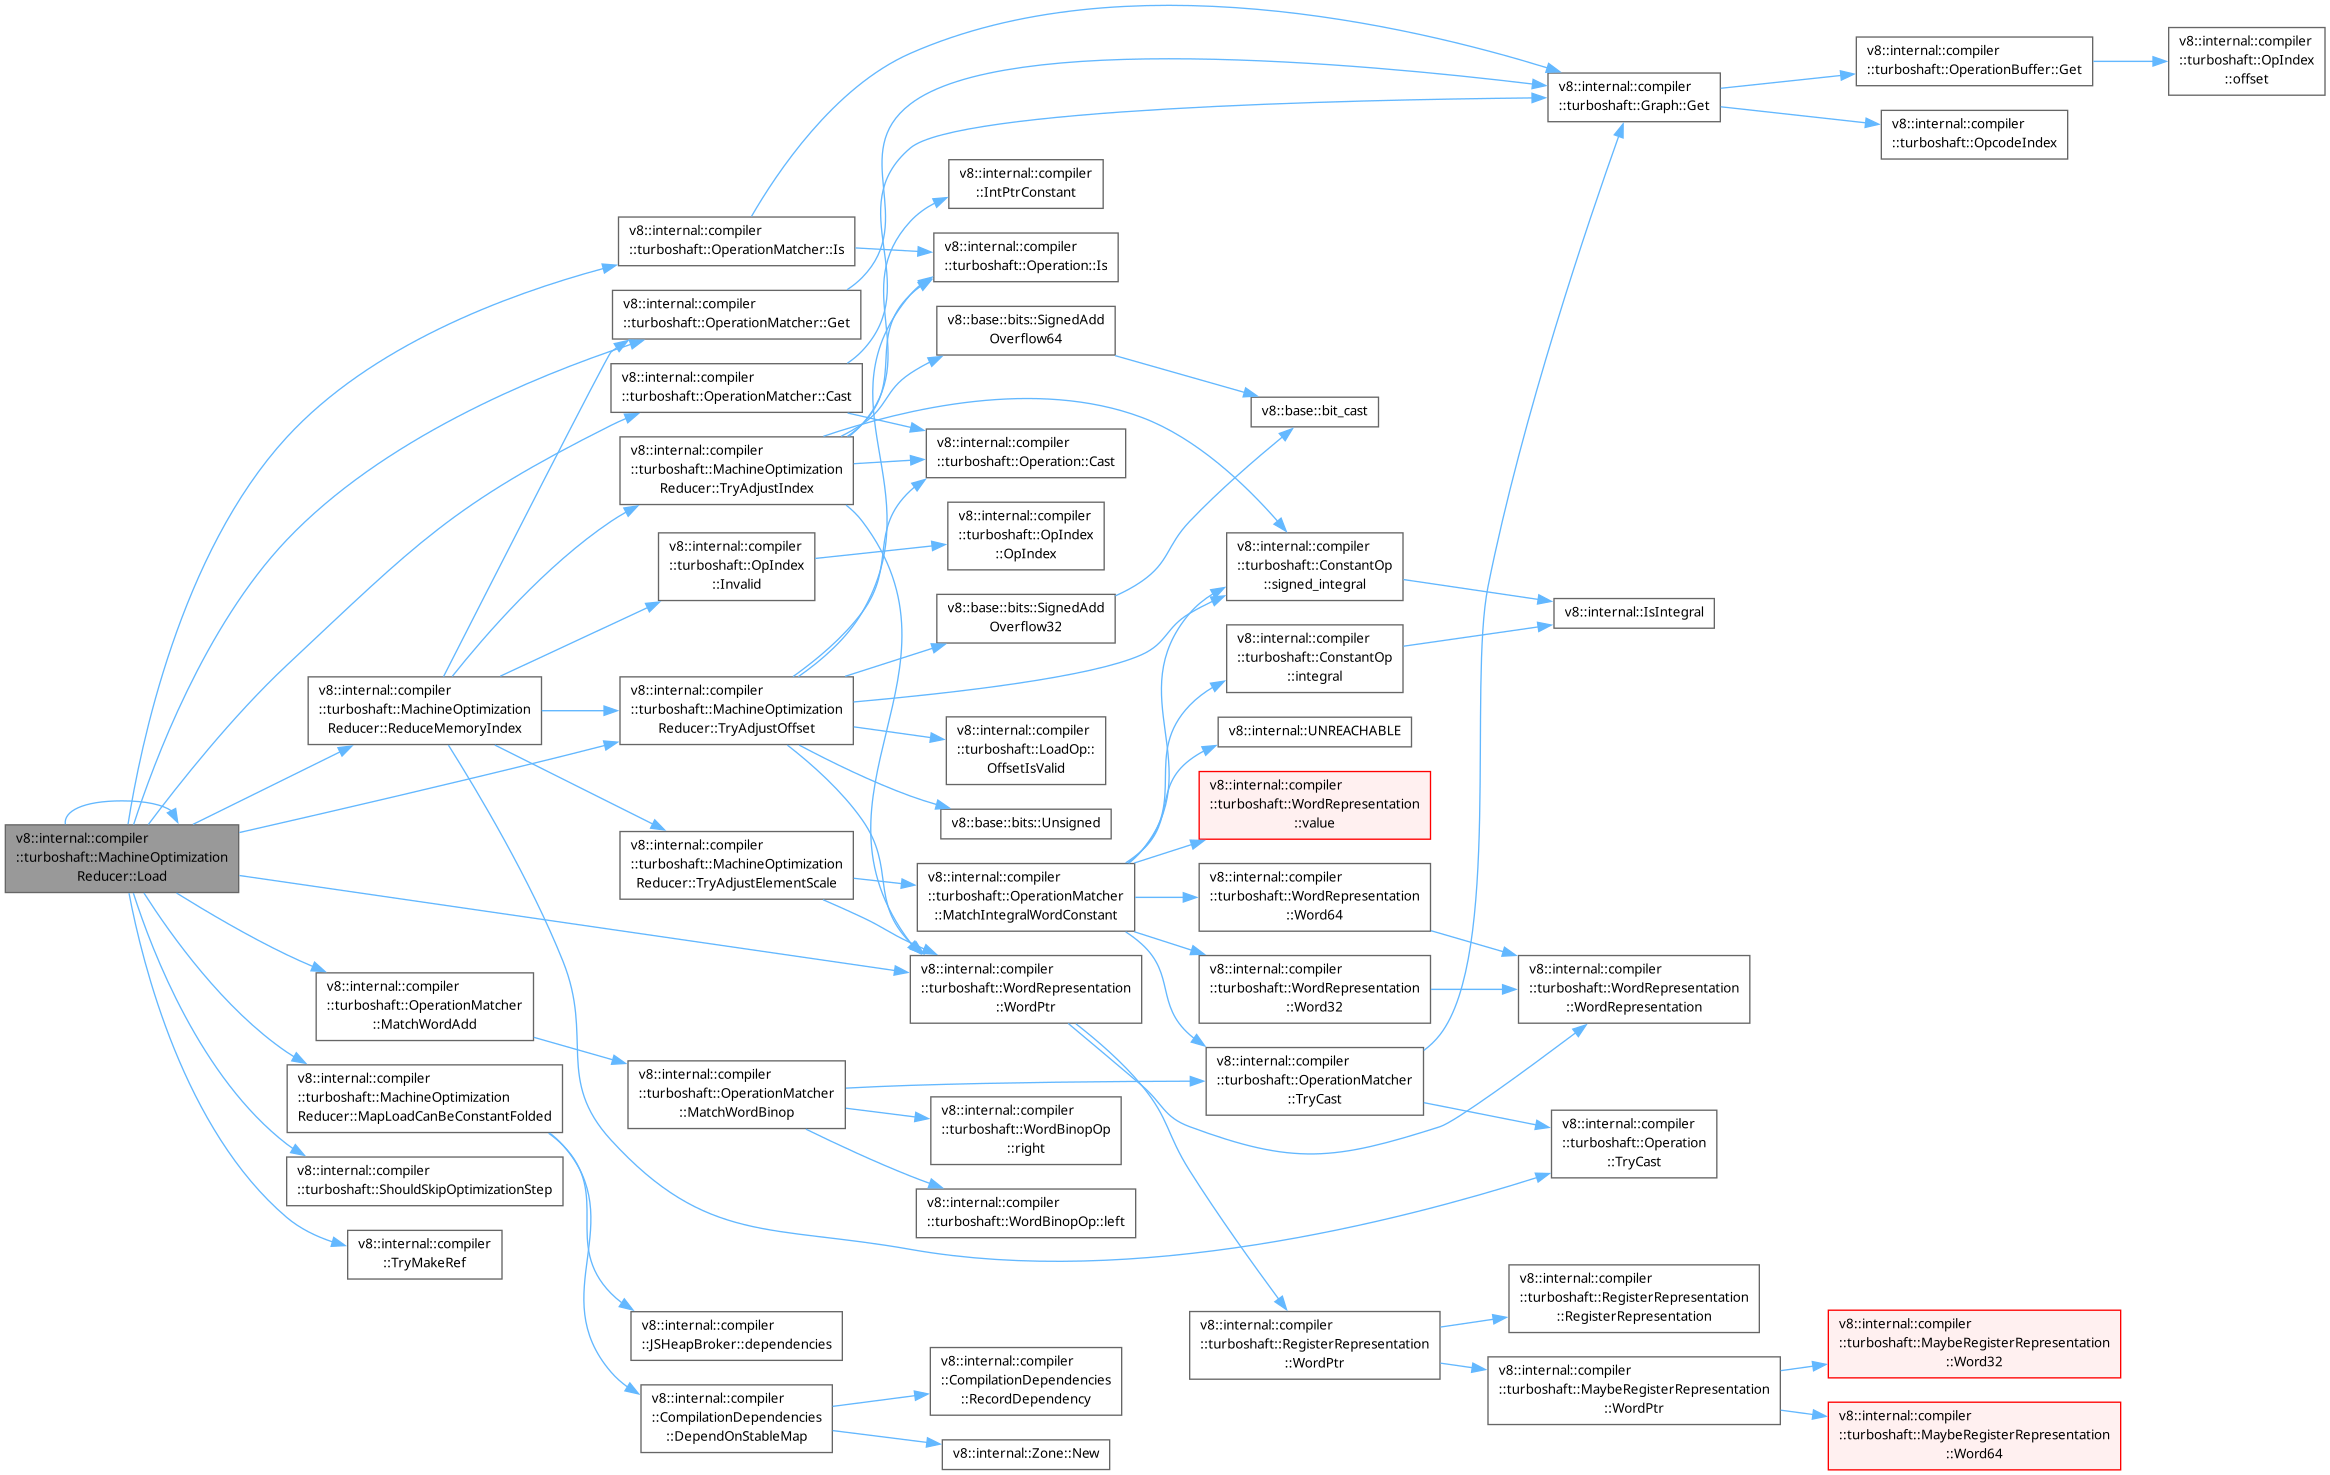 v8::internal::compiler
::turboshaft::MachineOptimization
Reducer::Load
v8::internal::compiler
::turboshaft::OperationMatcher::Is
v8::internal::compiler
::turboshaft::OperationMatcher::Get
v8::internal::compiler
::turboshaft::OperationMatcher::Cast
v8::internal::compiler
::turboshaft::MachineOptimization
Reducer::TryAdjustIndex
v8::internal::compiler
::turboshaft::OpIndex
::Invalid
v8::internal::compiler
::turboshaft::MachineOptimization
Reducer::ReduceMemoryIndex
v8::internal::compiler
::turboshaft::MachineOptimization
Reducer::TryAdjustOffset
v8::internal::compiler
::turboshaft::MachineOptimization
Reducer::TryAdjustElementScale
v8::internal::compiler
::turboshaft::OperationMatcher
::MatchWordAdd
v8::internal::compiler
::turboshaft::MachineOptimization
Reducer::MapLoadCanBeConstantFolded
v8::internal::compiler
::turboshaft::ShouldSkipOptimizationStep
v8::internal::compiler
::TryMakeRef
v8::internal::compiler
::turboshaft::OperationMatcher
::MatchWordBinop
v8::internal::compiler
::JSHeapBroker::dependencies
v8::internal::compiler
::CompilationDependencies
::DependOnStableMap
v8::internal::compiler
::IntPtrConstant
v8::internal::compiler
::turboshaft::Operation::Is
v8::base::bits::SignedAdd
Overflow64
v8::internal::compiler
::turboshaft::Operation::Cast
v8::internal::compiler
::turboshaft::OpIndex
::OpIndex
v8::base::bits::SignedAdd
Overflow32
v8::internal::compiler
::turboshaft::LoadOp::
OffsetIsValid
v8::base::bits::Unsigned
v8::internal::compiler
::turboshaft::OperationMatcher
::MatchIntegralWordConstant
v8::internal::compiler
::turboshaft::WordRepresentation
::WordPtr
v8::internal::compiler
::turboshaft::WordBinopOp
::right
v8::internal::compiler
::turboshaft::WordBinopOp::left
v8::internal::compiler
::CompilationDependencies
::RecordDependency
v8::internal::Zone::New
v8::base::bit_cast
v8::internal::compiler
::turboshaft::ConstantOp
::signed_integral
v8::internal::compiler
::turboshaft::ConstantOp
::integral
v8::internal::UNREACHABLE
v8::internal::compiler
::turboshaft::WordRepresentation
::value
v8::internal::compiler
::turboshaft::WordRepresentation
::Word64
v8::internal::compiler
::turboshaft::WordRepresentation
::Word32
v8::internal::compiler
::turboshaft::OperationMatcher
::TryCast
v8::internal::compiler
::turboshaft::RegisterRepresentation
::WordPtr
v8::internal::compiler
::turboshaft::Graph::Get
v8::internal::IsIntegral
v8::internal::compiler
::turboshaft::WordRepresentation
::WordRepresentation
v8::internal::compiler
::turboshaft::Operation
::TryCast
v8::internal::compiler
::turboshaft::RegisterRepresentation
::RegisterRepresentation
v8::internal::compiler
::turboshaft::MaybeRegisterRepresentation
::WordPtr
v8::internal::compiler
::turboshaft::OperationBuffer::Get
v8::internal::compiler
::turboshaft::OpcodeIndex
v8::internal::compiler
::turboshaft::MaybeRegisterRepresentation
::Word32
v8::internal::compiler
::turboshaft::MaybeRegisterRepresentation
::Word64
v8::internal::compiler
::turboshaft::OpIndex
::offset